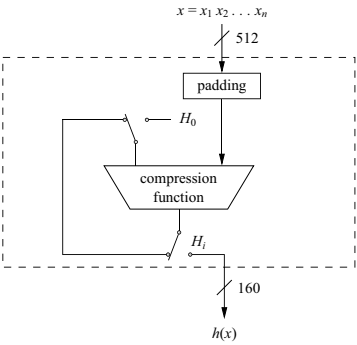 x = x₁ x₂ . . . xₙ
512
padding
H₀
compression
function
Hᵢ
160
h(x)